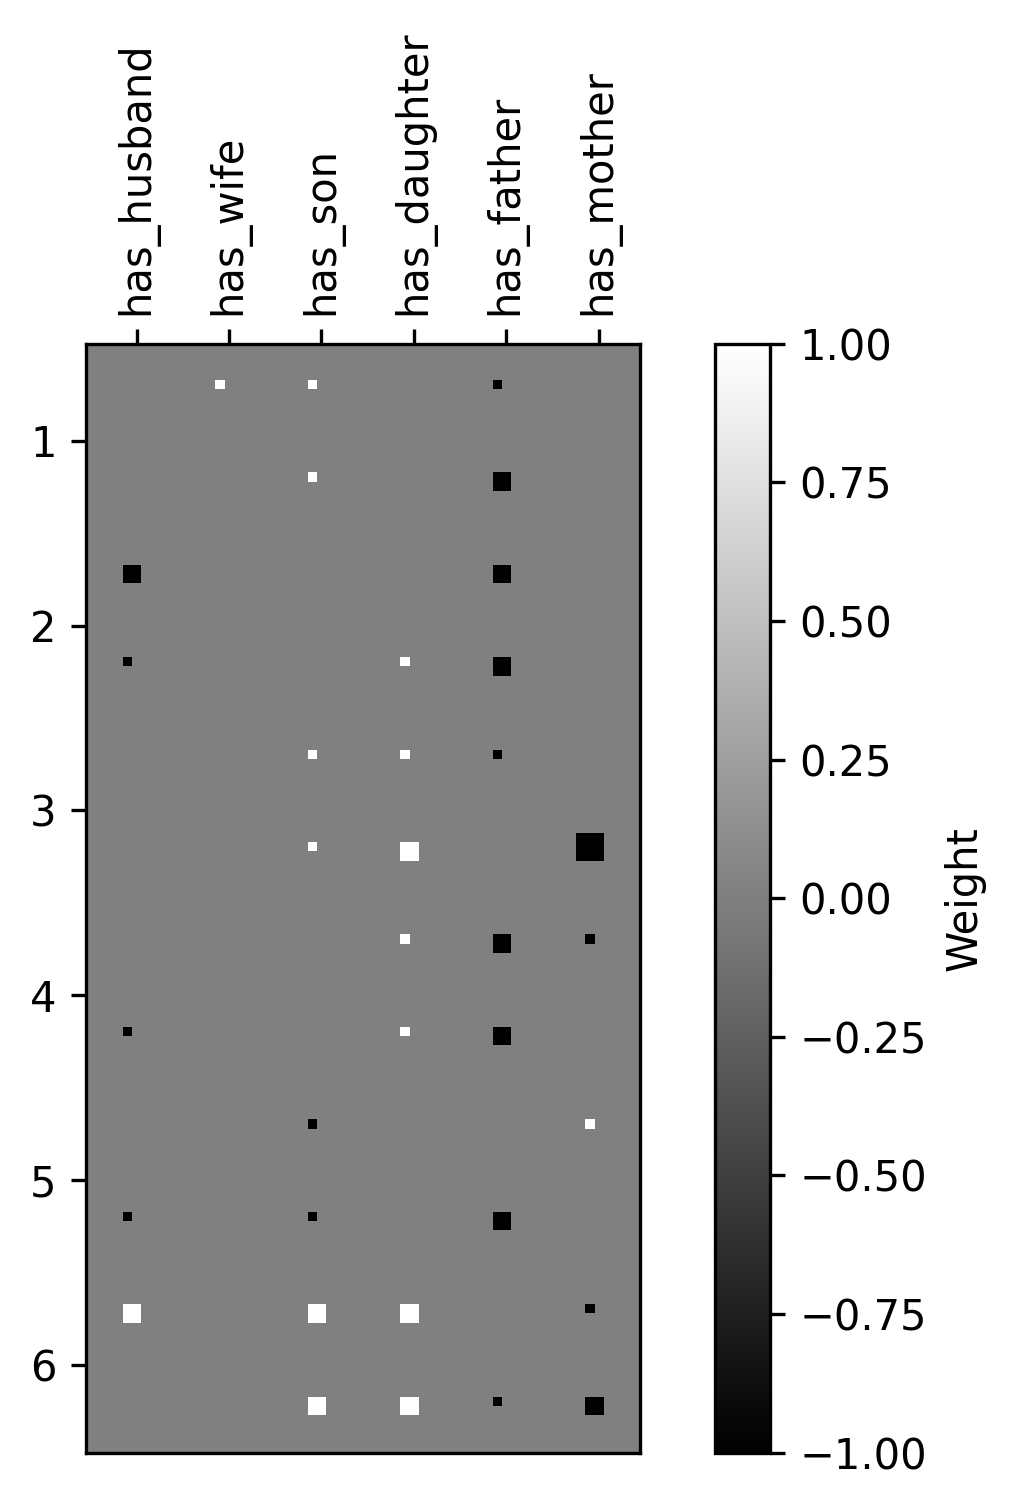 has_husband
has_wife
has_son
has_daughter
has_father
has_mother
1
2
3
4
5
6
1.00
0.75
0.50
0.25
0.00
−0.25
−0.50
−0.75
−1.00
Weight